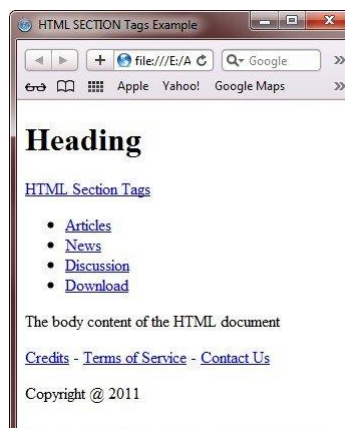 HTML SECTION Tags Example
file:///E:/A
Google
Apple Yahoo! Google Maps
Heading
HTML Section Tags
Articles
News
Discussion
Download
The body content of the HTML document
Credits - Terms of Service - Contact Us
Copyright @ 2011